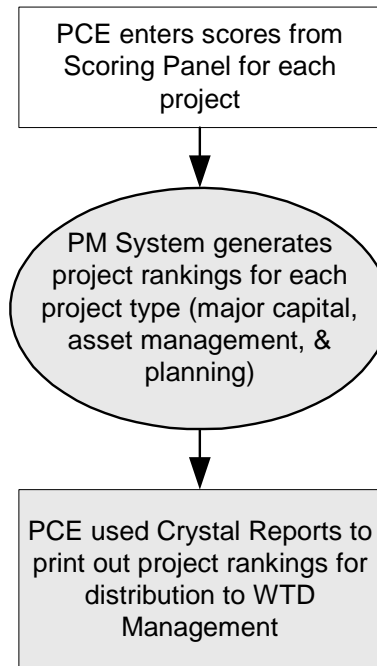 PCE enters scores from
Scoring Panel for each
project
PM System generates
project rankings for each
project type (major capital,
asset management, &
planning)
PCE used Crystal Reports to
print out project rankings for
distribution to WTD
Management